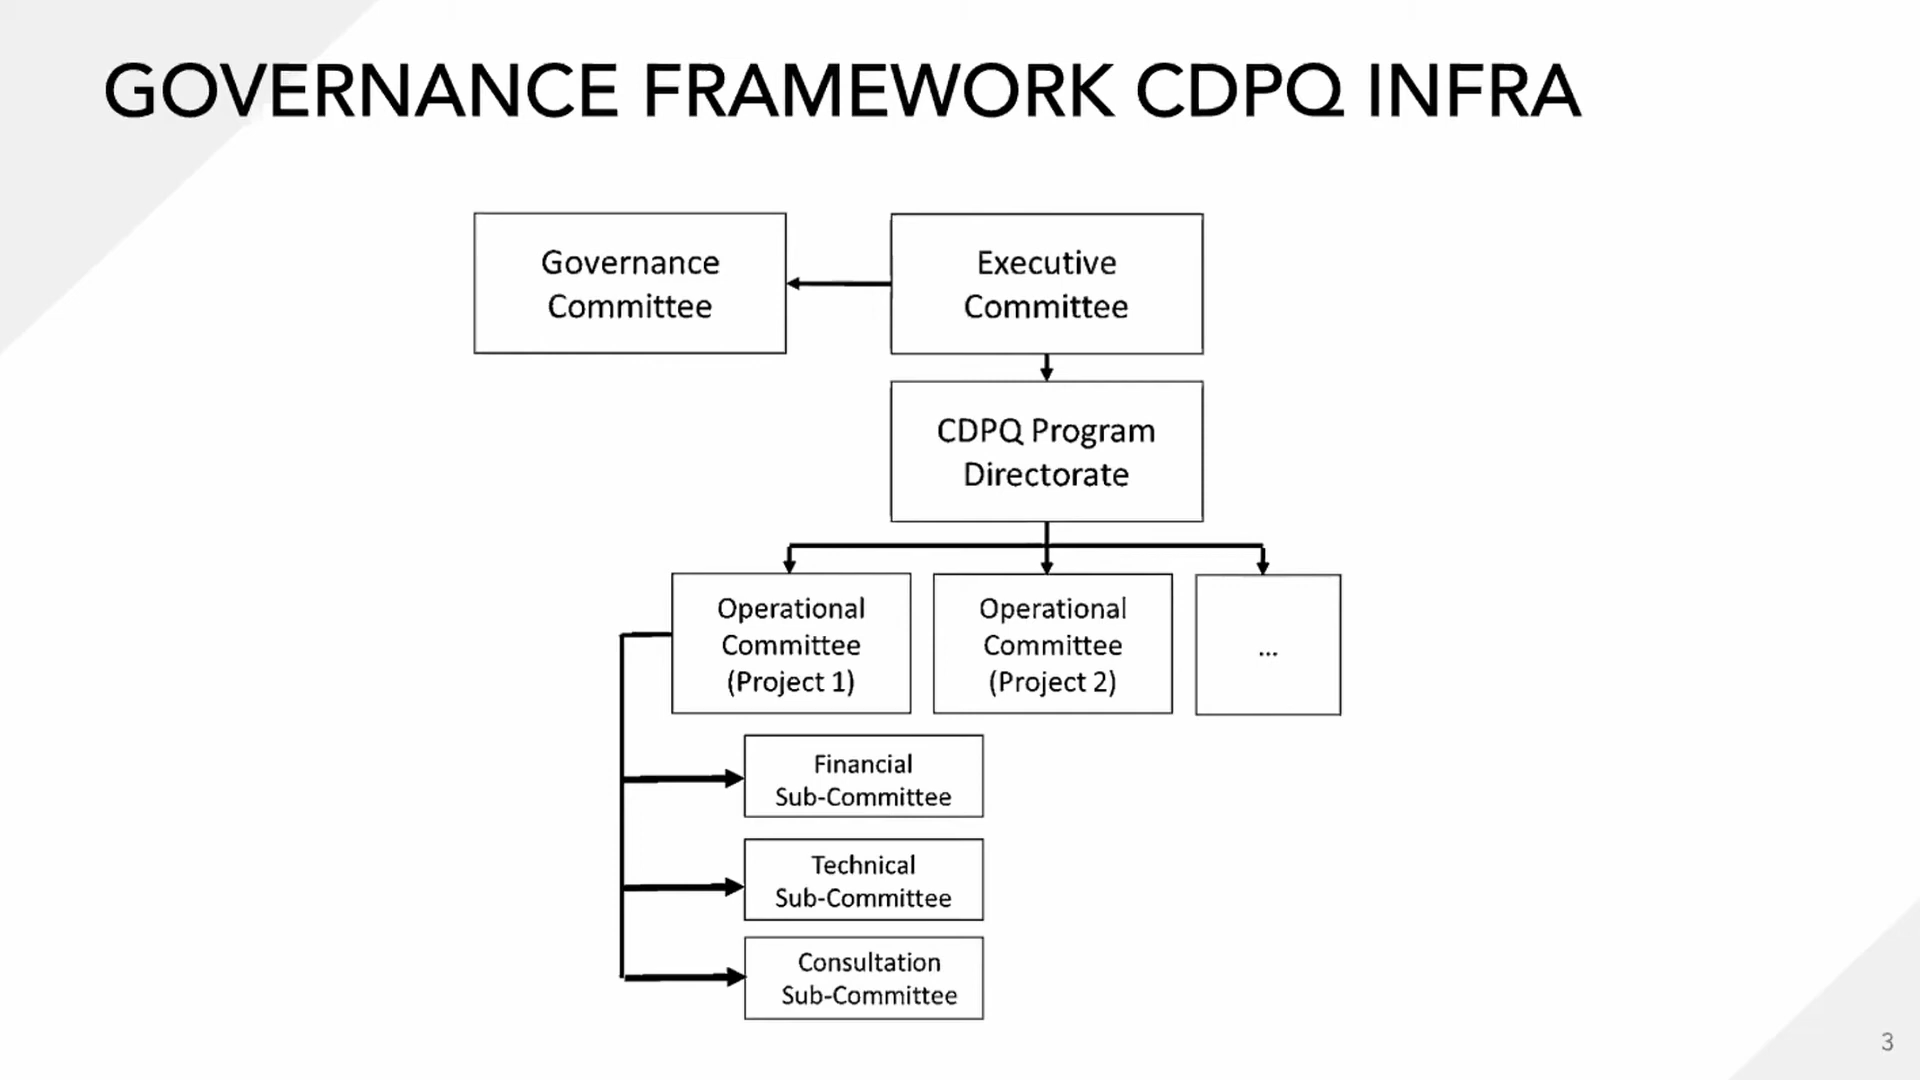 GOVERNANCE FRAMEWORK CDPQ INFRA
Governance
Committee
Executive
Committee
CDPQ Program
Directorate
Operational
Committee
(Project 1)
Operational
Committee
(Project 2)
...
Financial
Sub-Committee
Technical
Sub-Committee
Consultation
Sub-Committee
3